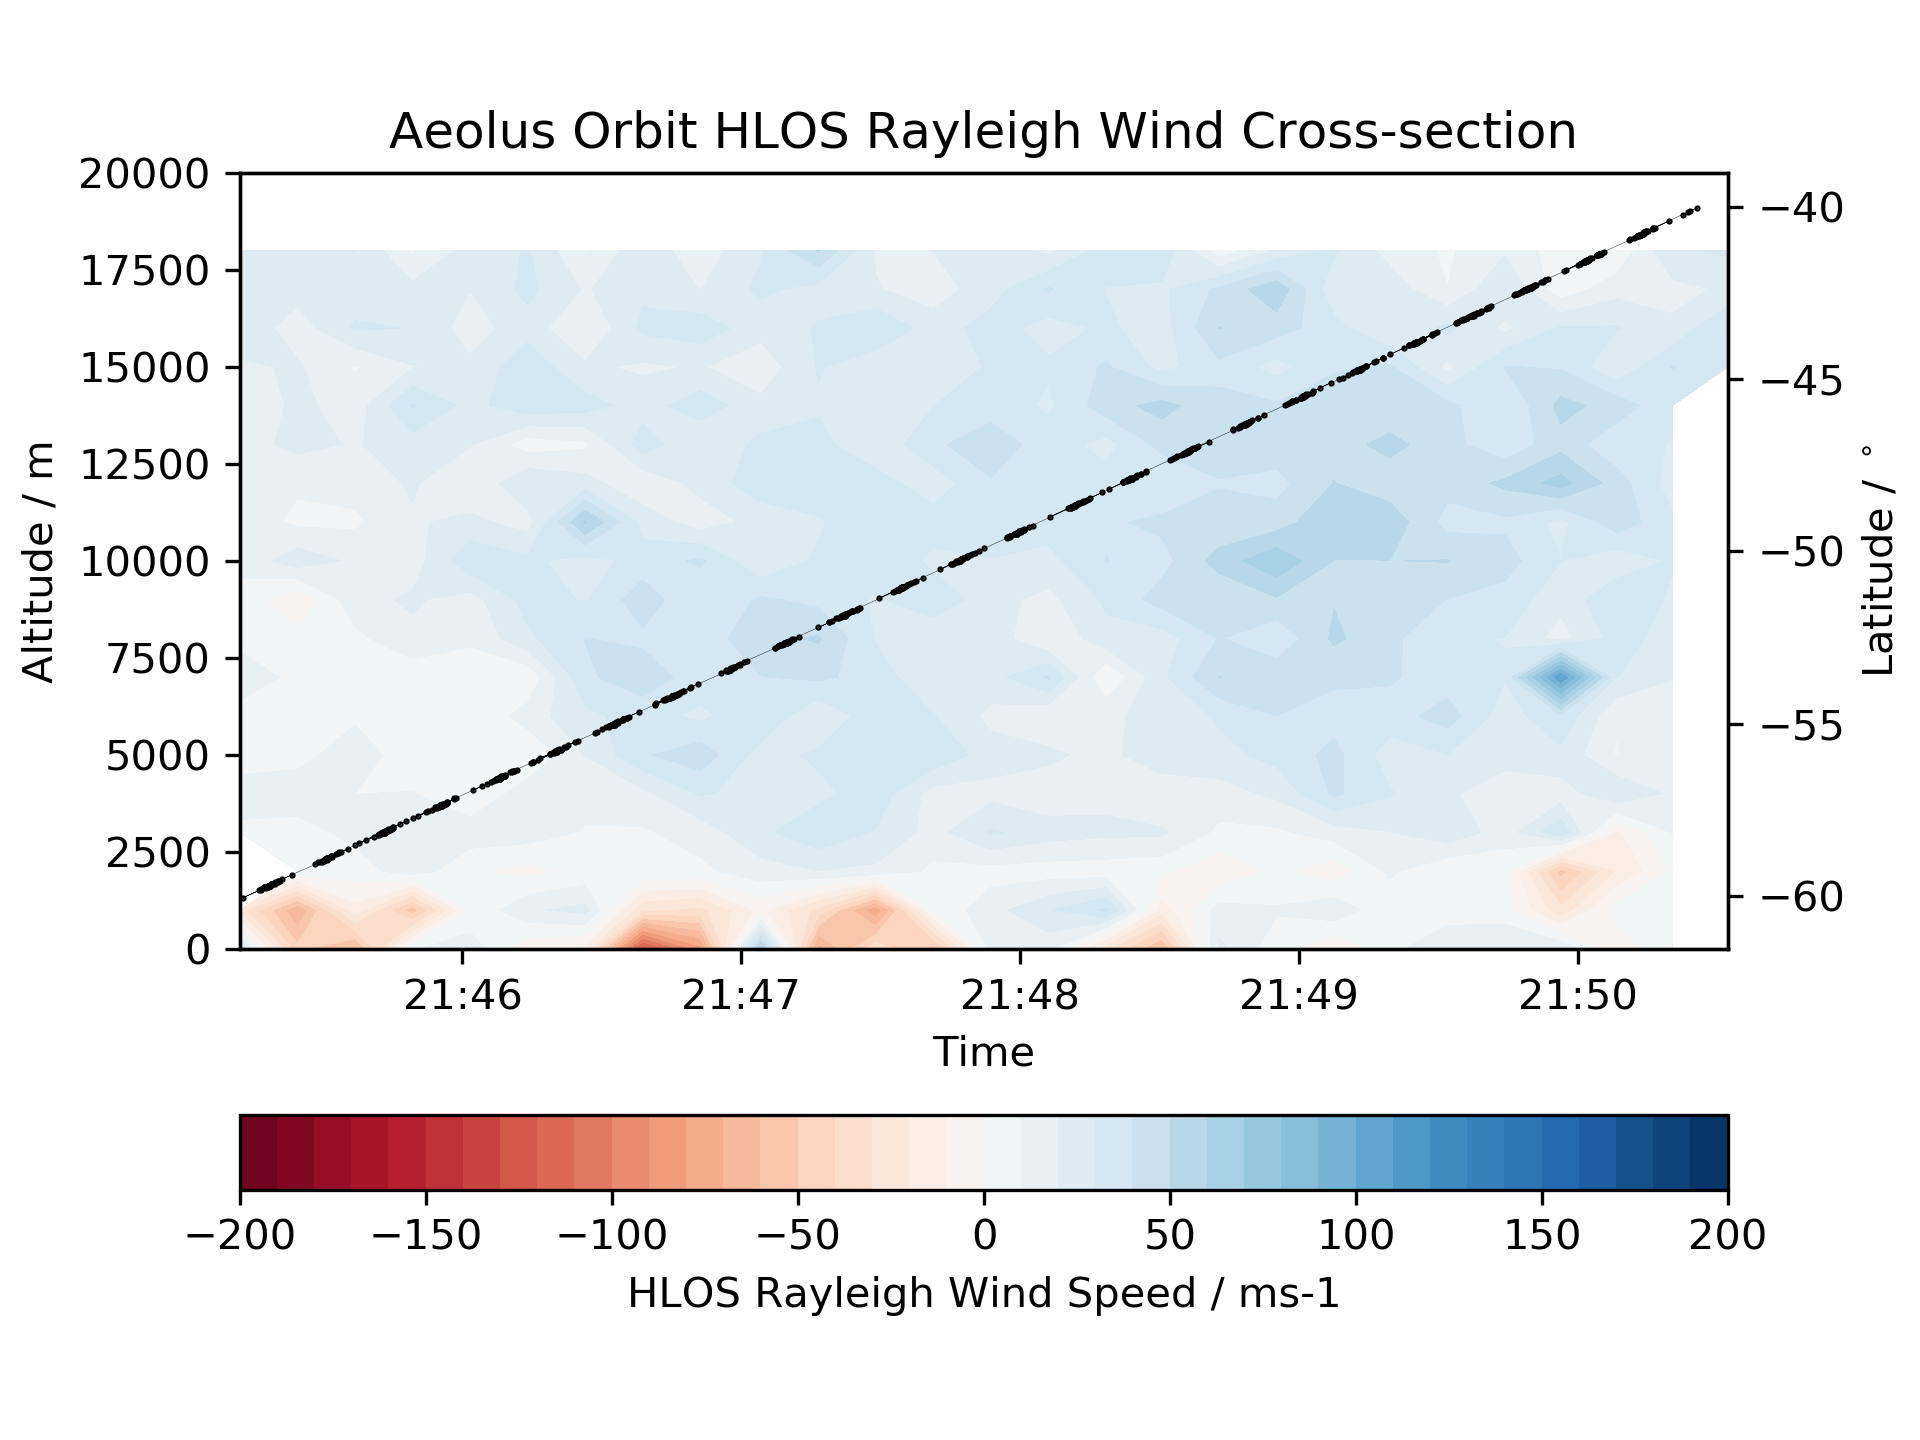 Aeolus Orbit HLOS Rayleigh Wind Cross-section
20000
17500
15000
12500
10000
7500
5000
2500
0
Altitude / m
−40
−45
−50
−55
−60
Latitude / °
21:46 21:47 21:48 21:49 21:50
Time
−200 −150 −100 −50 0 50 100 150 200
HLOS Rayleigh Wind Speed / ms-1